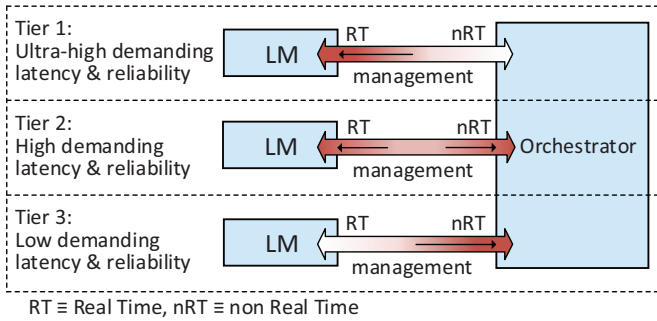 Tier 1:
Ultra-high demanding
latency & reliability
LM
RT
nRT
management
Tier 2:
High demanding
latency & reliability
LM
RT
nRT
management
Orchestrator
Tier 3:
Low demanding
latency & reliability
LM
RT
nRT
management
RT ≡ Real Time, nRT ≡ non Real Time